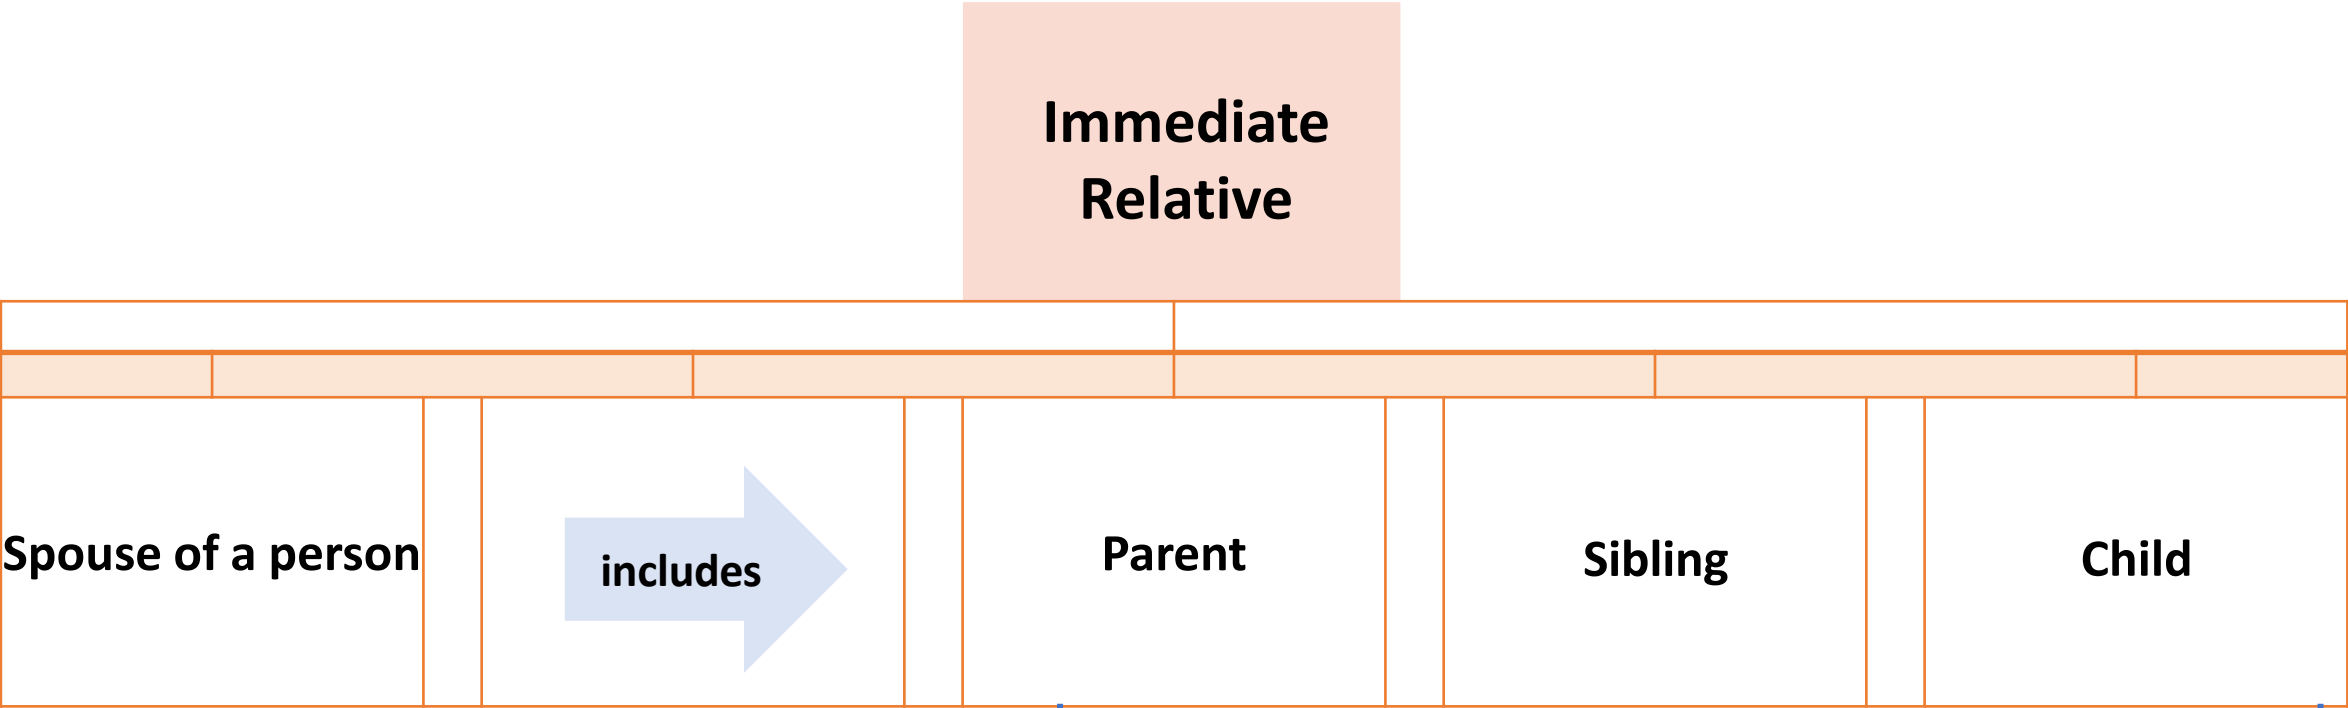 Immediate
Relative
Spouse of a person
includes
Parent
Sibling
Child